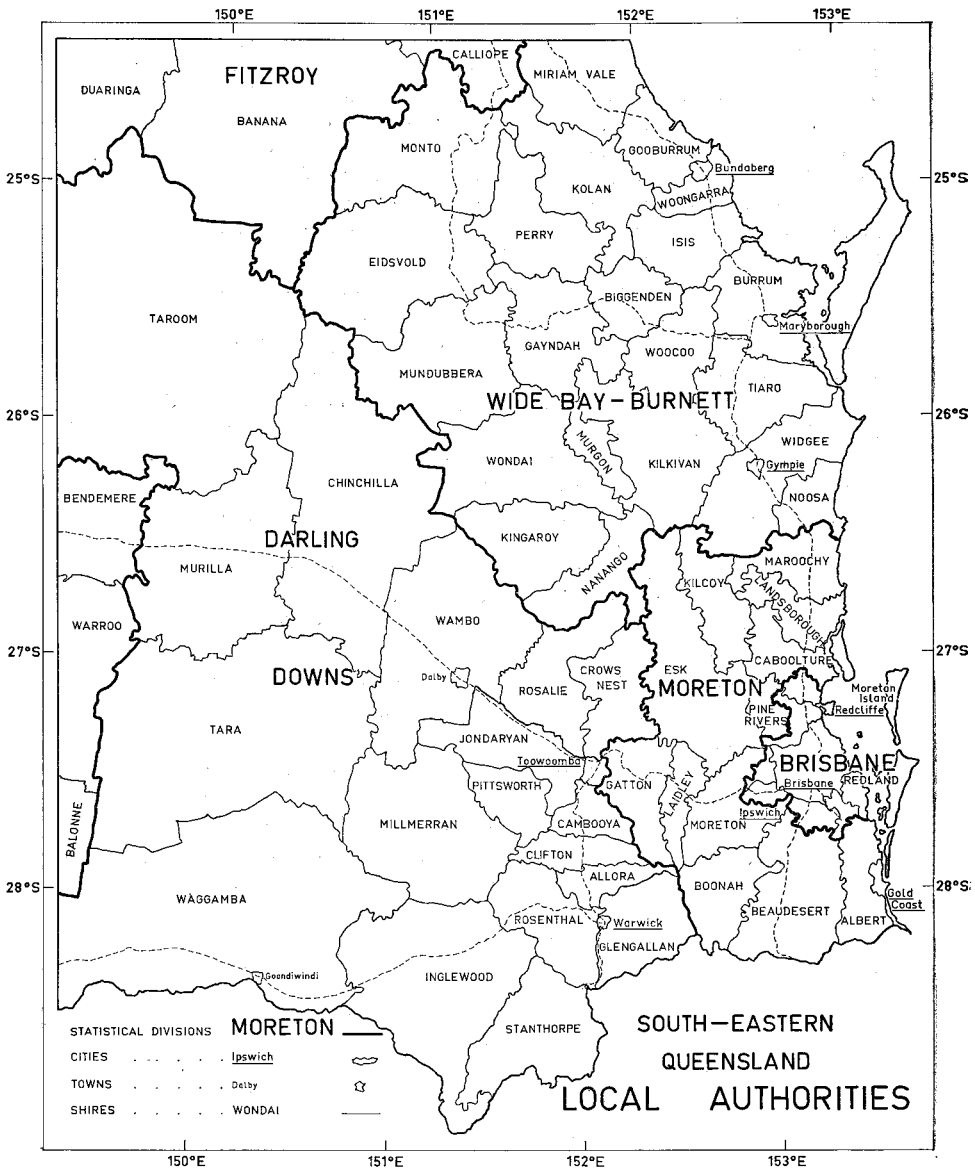 150°E 151°E 152°E 153°E
CALLIOPE
MIRIAM VALE
FITZROY
DUARINGA
BANANA
MONTO
GOOBURRUM
Bundaberg
25°S 25°S
KOLAN
WOONGARRA
PERRY
ISIS
EIDSVOLD
BURRUM
BIGGENDEN
TAROOM
Maryborough
GAYNDAH
WOOCOO
MUNDUBBERA
TIARO
WIDE BAY-BURNETT
26°S 26°S
WIDGEE
MURGON
WONDAI
KILKIVAN
Gympie
CHINCHILLA
BENDEMERE
NOOSA
DARLING
KINGAROY
MURILLA
NANANGO
KILCOY
MAROOCHY
LANDSBOROUGH
WARROO
WAMBO
27°S 27°S
CABOOLTURE
CROWS
NEST
ESK
DOWNS
Dalby
ROSALIE
MORETON
Moreton
Island
Redcliffe
PINE
RIVERS
TARA
JONDARYAN
Toowoomba
BRISBANE
Brisbane
REDLAND
GATTON
LAIDLEY
PITTSWORTH
BALONNE
MILLMERRAN
CAMBOOYA
MORETON
Ipswich
CLIFTON
ALLORA
28°S 28°S
BOONAH
WAGGAMBA
BEAUDESERT
ALBERT
Gold
Coast
ROSENTHAL
Warwick
GLENGALLAN
Goondiwindi
INGLEWOOD
STANTHORPE
STATISTICAL DIVISIONS MORETON
CITIES . . . . . . . Ipswich
TOWNS . . . . . . . Dalby
SHIRES . . . . . . . WONDAI
SOUTH-EASTERN
QUEENSLAND
LOCAL AUTHORITIES
150°E 151°E 152°E 153°E